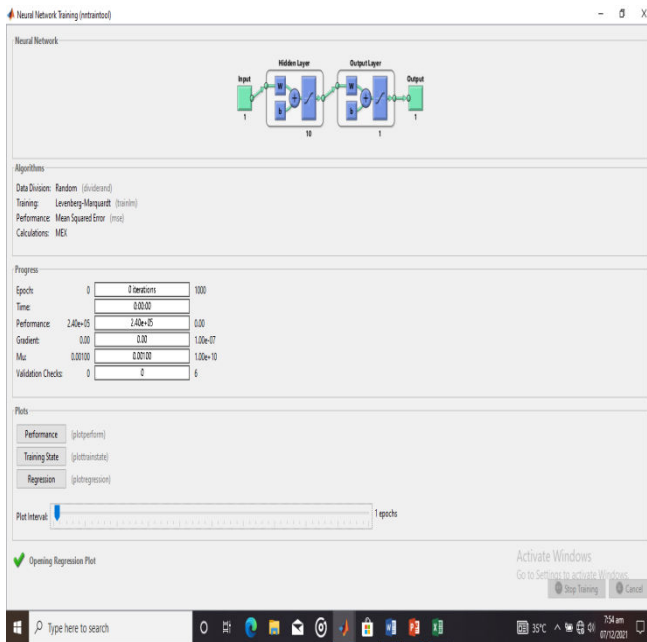 Neural Network Training (nntraintool)
Neural Network
Hidden Layer
Output Layer
Input
Output
W
b
+
W
b
+
1
10
1
1
Algorithms
Data Division: Random (dividerand)
Training: Levenberg-Marquardt (trainlm)
Performance: Mean Squared Error (mse)
Calculations: MEX
Progress
Epoch: 0 0 iterations 1000
Time: 0:00:00
Performance: 2.40e+05 2.40e+05 0.00
Gradient: 0.00 0.00 1.00e-07
Mu: 0.00100 0.00100 1.00e+10
Validation Checks: 0 0 6
Plots
Performance (plotperform)
Training State (plottrainstate)
Regression (plotregression)
Plot Interval: 1 epochs
Opening Regression Plot
Activate Windows
Go to Settings to activate Windows.
Stop Training
Cancel
Type here to search
35°C
7:54 am
07/12/2021